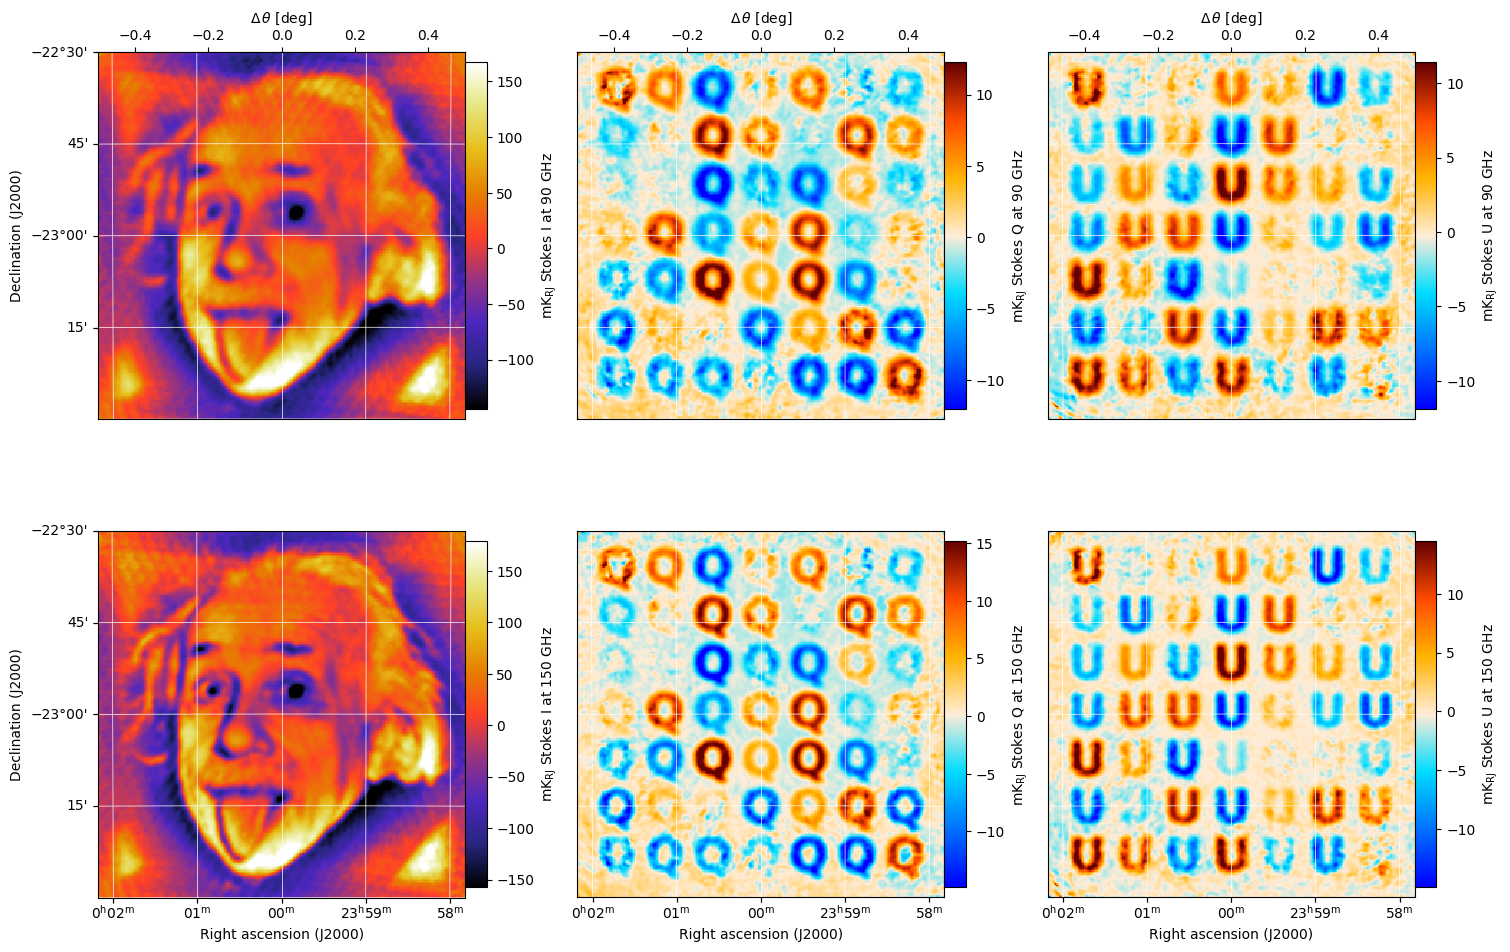 Δ θ [deg] Δ θ [deg] Δ θ [deg]
−0.4 −0.2 0.0 0.2 0.4 −0.4 −0.2 0.0 0.2 0.4 −0.4 −0.2 0.0 0.2 0.4
−22°30'
45'
−23°00'
15'
Declination (J2000)
150
100
50
0
−50
−100
mK_RJ Stokes I at 90 GHz
Q Q Q Q Q Q Q
Q Q Q Q Q Q
Q Q Q Q Q Q
Q Q Q Q Q Q Q
Q Q Q Q Q Q Q
Q Q Q Q Q Q Q
Q Q Q Q Q Q Q
10
5
0
−5
−10
mK_RJ Stokes Q at 90 GHz
U U U U U U
U U U U U
U U U U U U U
U U U U U U U
U U U U
U U U U U U U
U U U U U U
10
5
0
−5
−10
mK_RJ Stokes U at 90 GHz
−22°30'
45'
−23°00'
15'
Declination (J2000)
150
100
50
0
−50
−100
−150
mK_RJ Stokes I at 150 GHz
Q Q Q Q Q Q Q
Q Q Q Q Q Q
Q Q Q Q Q Q
Q Q Q Q Q Q Q
Q Q Q Q Q Q Q
Q Q Q Q Q Q Q
Q Q Q Q Q Q Q
15
10
5
0
−5
−10
mK_RJ Stokes Q at 150 GHz
U U U U U U
U U U U U
U U U U U U U
U U U U U U U
U U U U U
U U U U U U U
U U U U U U
10
5
0
−5
−10
mK_RJ Stokes U at 150 GHz
0ʰ02ᵐ 01ᵐ 00ᵐ 23ʰ59ᵐ 58ᵐ 0ʰ02ᵐ 01ᵐ 00ᵐ 23ʰ59ᵐ 58ᵐ 0ʰ02ᵐ 01ᵐ 00ᵐ 23ʰ59ᵐ 58ᵐ
Right ascension (J2000) Right ascension (J2000) Right ascension (J2000)